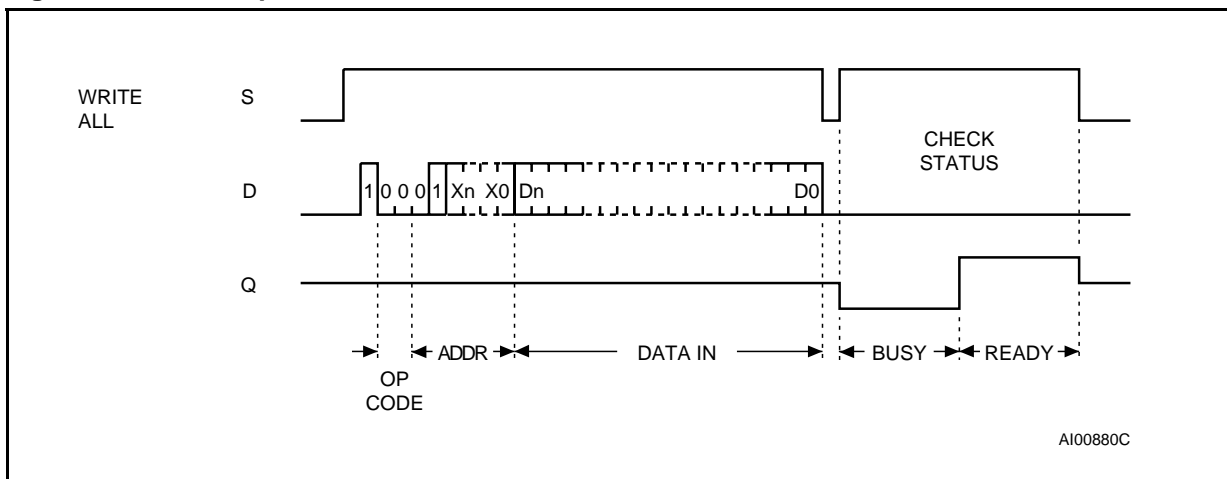 WRITE ALL
S
CHECK STATUS
D
1 0 0 0 1 Xn X0 Dn D0
Q
ADDR DATA IN BUSY READY
OP CODE
AI00880C